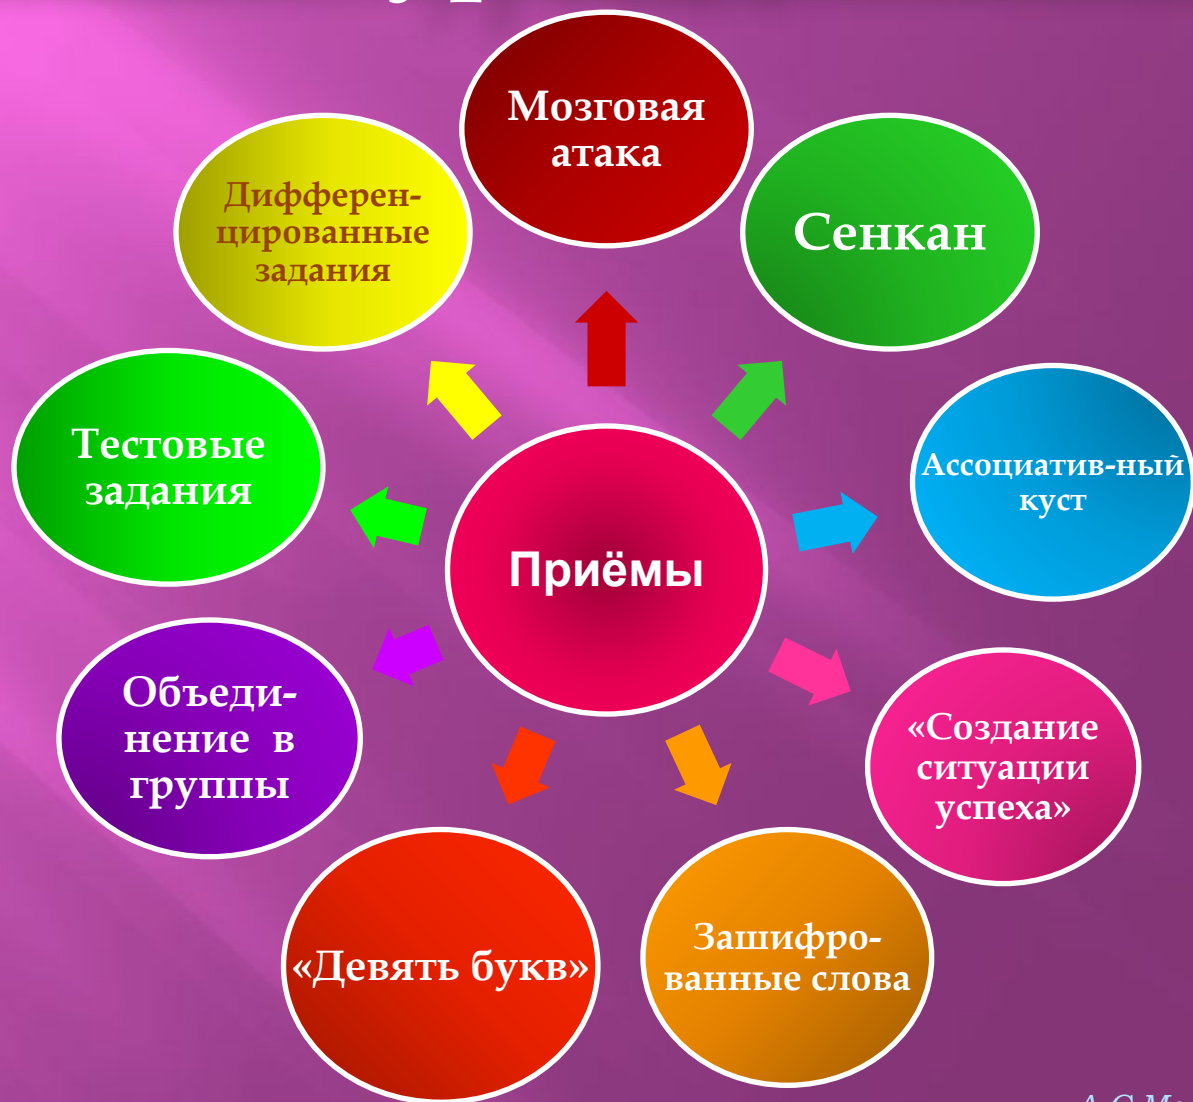 Мозговая
атака
Сенкан
Дифферен-
цированные
задания
Ассоциатив-ный
куст
Тестовые
задания
Приёмы
«Создание
ситуации
успеха»
Объеди-
нение в
группы
Зашифро-
ванные слова
«Девять букв»